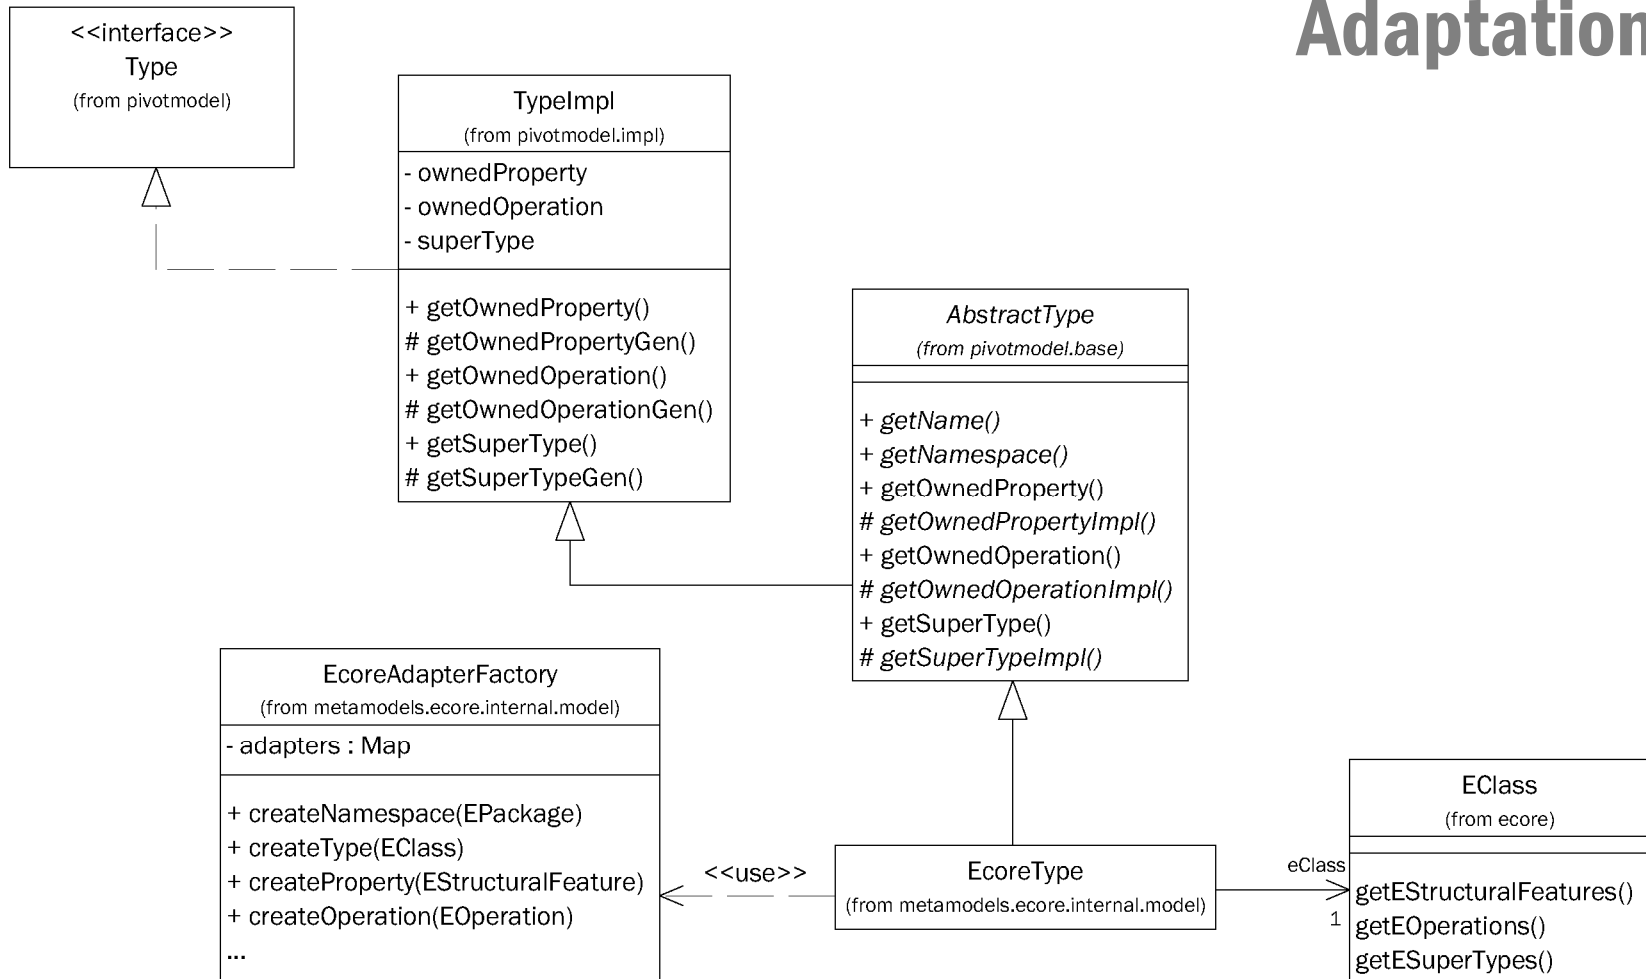 Adaptation
<<interface>>
Type
(from pivotmodel)
TypeImpl
(from pivotmodel.impl)
- ownedProperty
- ownedOperation
- superType
+ getOwnedProperty()
# getOwnedPropertyGen()
+ getOwnedOperation()
# getOwnedOperationGen()
+ getSuperType()
# getSuperTypeGen()
AbstractType
(from pivotmodel.base)
+ getName()
+ getNamespace()
+ getOwnedProperty()
# getOwnedPropertyImpl()
+ getOwnedOperation()
# getOwnedOperationImpl()
+ getSuperType()
# getSuperTypeImpl()
EcoreAdapterFactory
(from metamodels.ecore.internal.model)
- adapters : Map
+ createNamespace(EPackage)
+ createType(EClass)
+ createProperty(EStructuralFeature)
+ createOperation(EOperation)
...
<<use>>
EcoreType
(from metamodels.ecore.internal.model)
eClass
1
EClass
(from ecore)
getEStructuralFeatures()
getEOperations()
getESuperTypes()